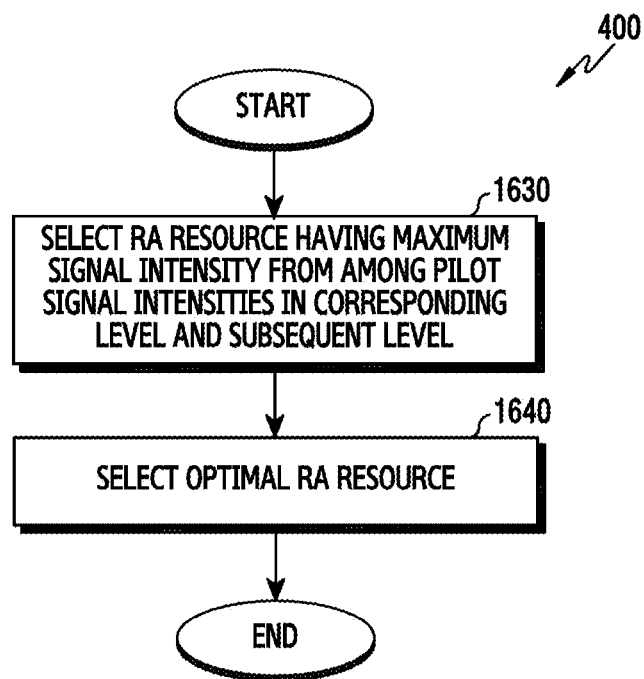 400
START
1630
SELECT RA RESOURCE HAVING MAXIMUM
SIGNAL INTENSITY FROM AMONG PILOT
SIGNAL INTENSITIES IN CORRESPONDING
LEVEL AND SUBSEQUENT LEVEL
1640
SELECT OPTIMAL RA RESOURCE
END